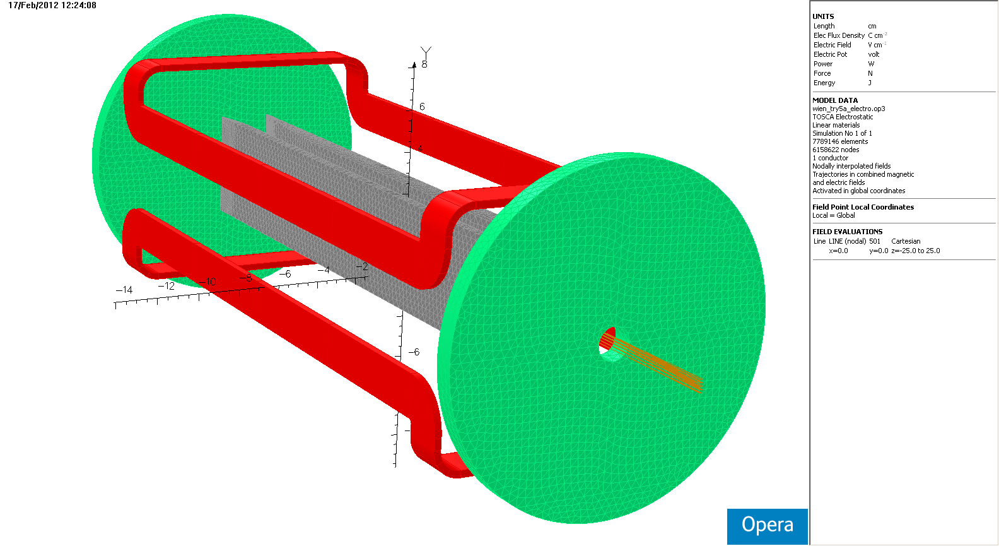 17/Feb/2012 12:24:08
Y
8
6
4
-2
-4
-6
-8
-10
-12
-14
-6
UNITS
Length cm
Elec Flux Density C cm-2
Electric Field V cm-1
Electric Pot volt
Power W
Force N
Energy J
MODEL DATA
wien_try5a_electro.op3
TOSCA Electrostatic
Linear materials
Simulation No 1 of 1
7789146 elements
6158622 nodes
1 conductor
Nodally interpolated fields
Trajectories in combined magnetic
and electric fields
Activated in global coordinates
Field Point Local Coordinates
Local = Global
FIELD EVALUATIONS
Line LINE (nodal) 501 Cartesian
x=0.0 y=0.0 z=-25.0 to 25.0
Opera